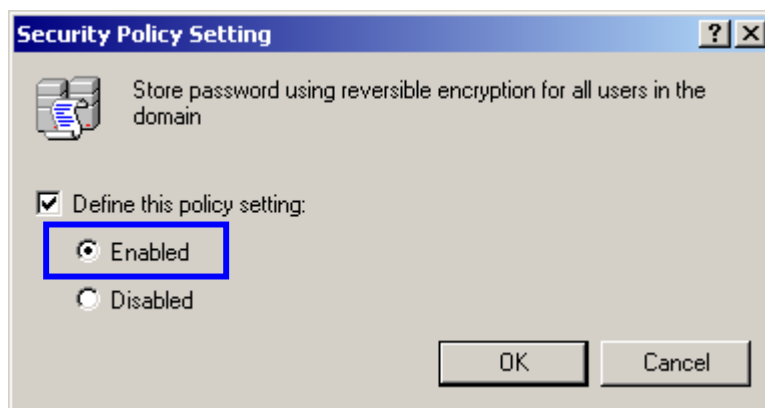 Security Policy Setting
Store password using reversible encryption for all users in the
domain
Define this policy setting:
Enabled
Disabled
OK Cancel